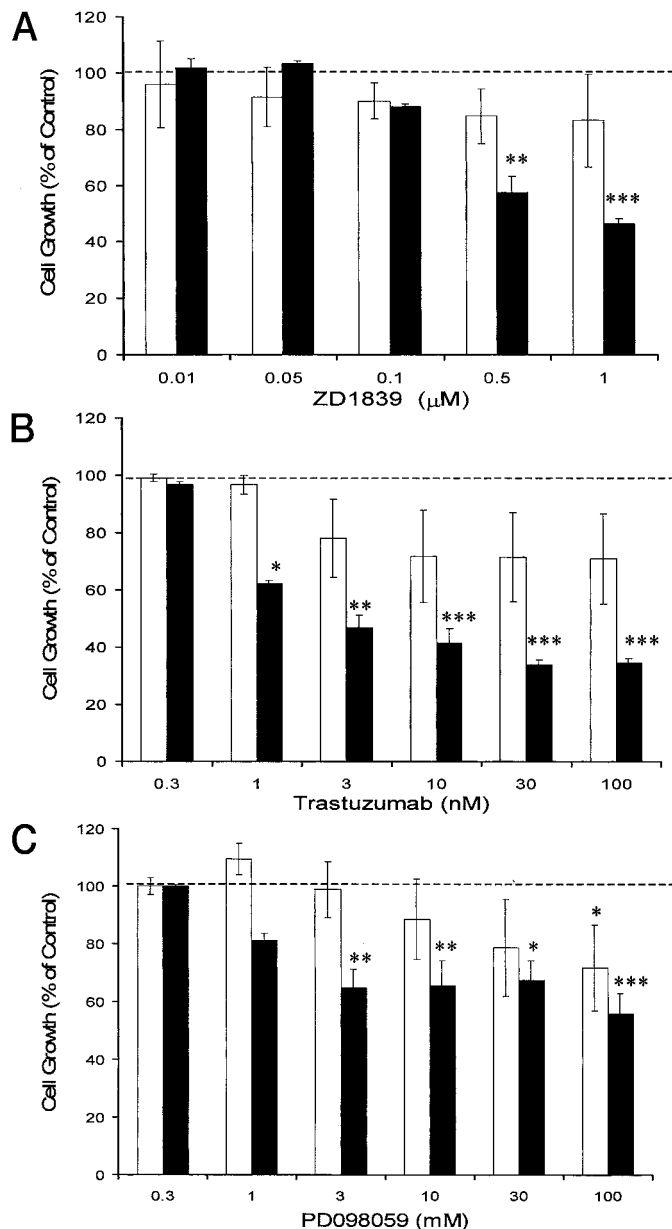 A
Cell Growth (% of Control)
120
100
80
60
40
20
0
**
***
0.01 0.05 0.1 0.5 1
ZD1839 (μM)
B
Cell Growth (% of Control)
120
100
80
60
40
20
0
*
**
***
***
***
0.3 1 3 10 30 100
Trastuzumab (nM)
C
Cell Growth (% of Control)
120
100
80
60
40
20
0
**
**
*
*
***
0.3 1 3 10 30 100
PD098059 (mM)